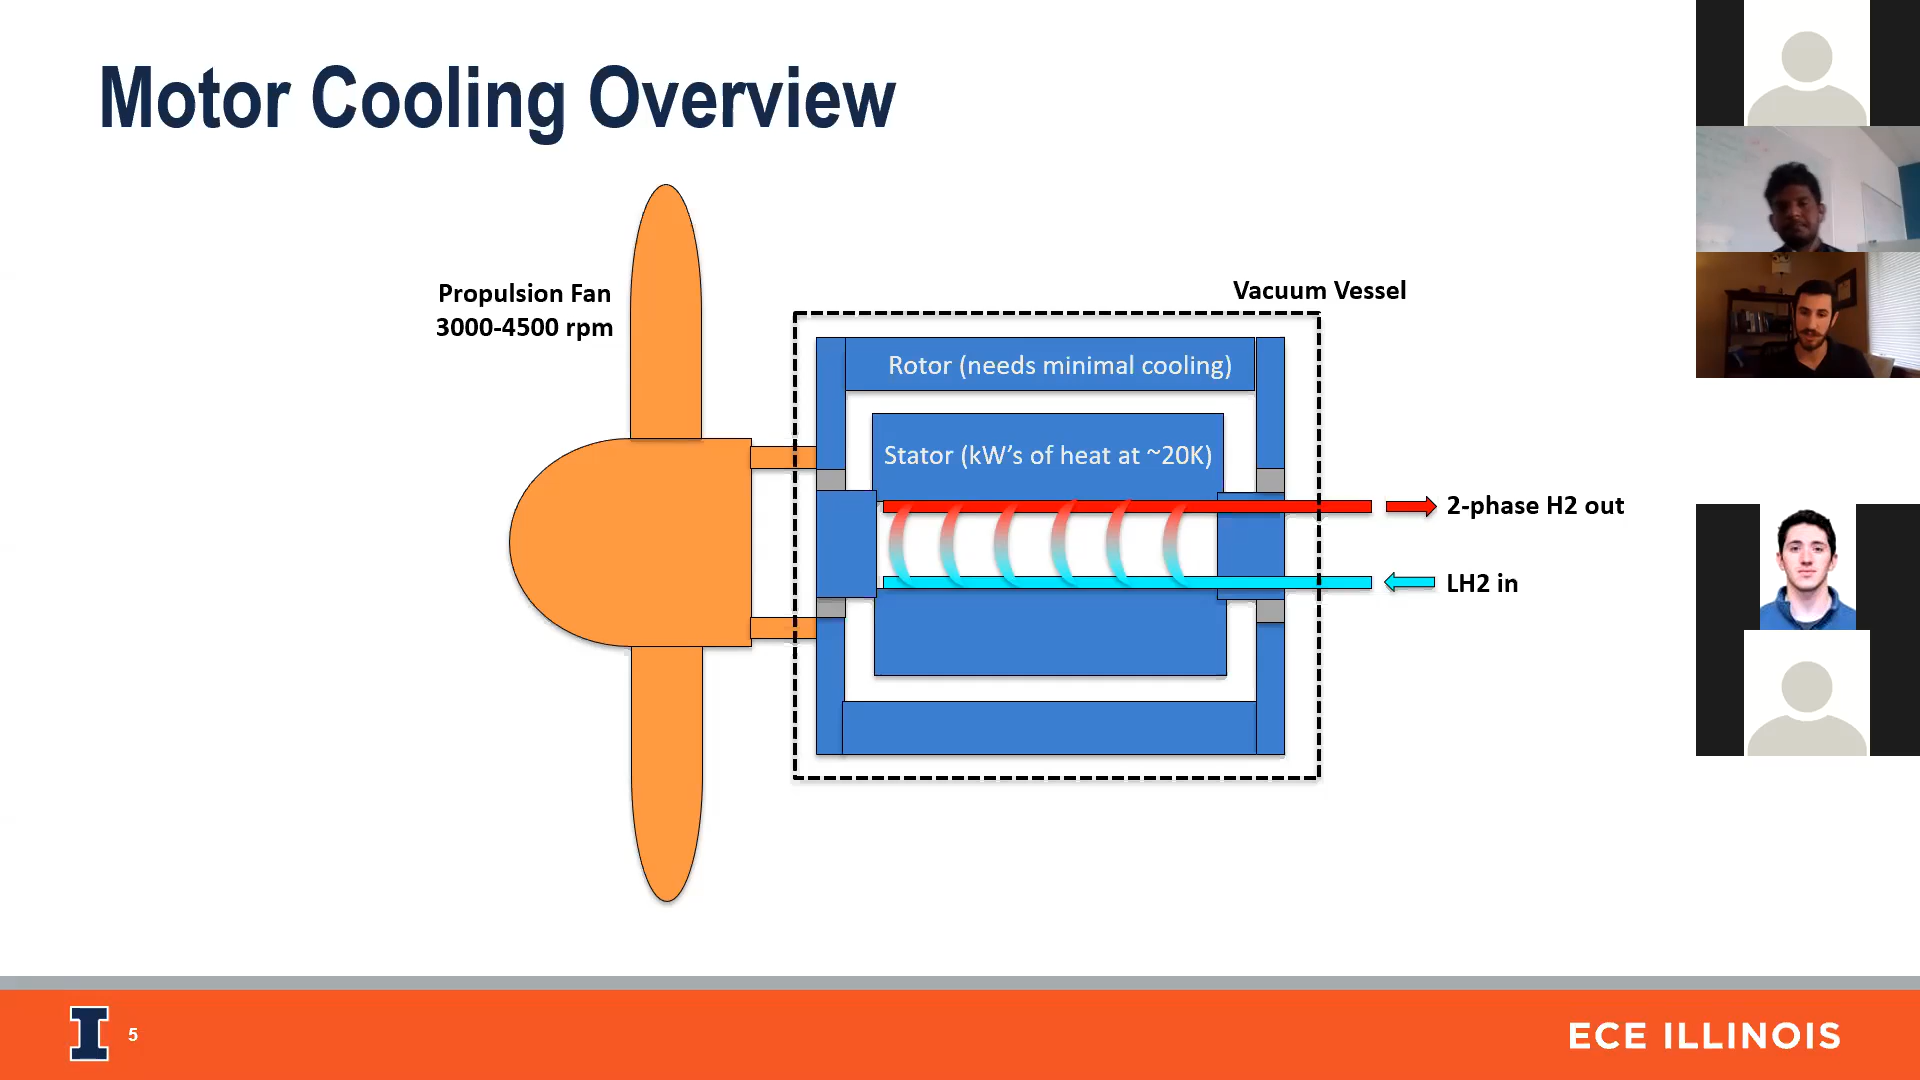 Motor Cooling Overview
Propulsion Fan
3000-4500 rpm
Vacuum Vessel
Rotor (needs minimal cooling)
Stator (kW's of heat at ~20K)
2-phase H2 out
LH2 in
I
5
ECE ILLINOIS